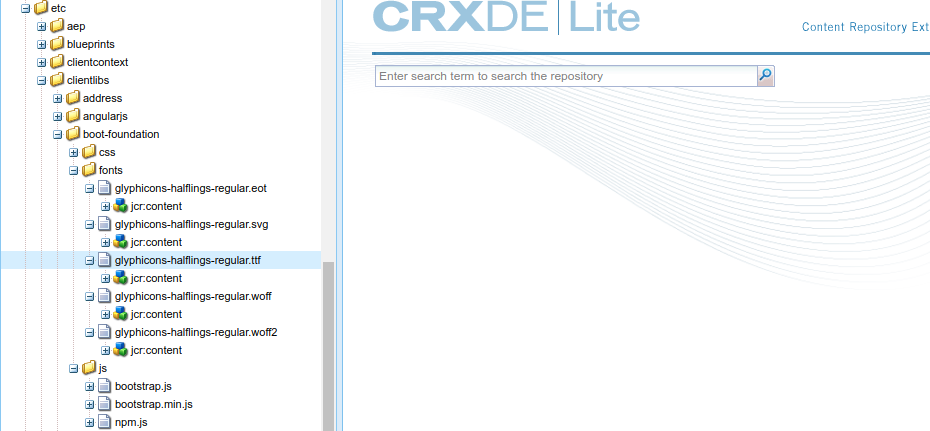 etc
aep
blueprints
clientcontext
clientlibs
address
angularjs
boot-foundation
css
fonts
glyphicons-halflings-regular.eot
jcr:content
glyphicons-halflings-regular.svg
jcr:content
glyphicons-halflings-regular.ttf
jcr:content
glyphicons-halflings-regular.woff
jcr:content
glyphicons-halflings-regular.woff2
jcr:content
js
bootstrap.js
bootstrap.min.js
npm.js
CRXDE | Lite
Content Repository Ext
Enter search term to search the repository